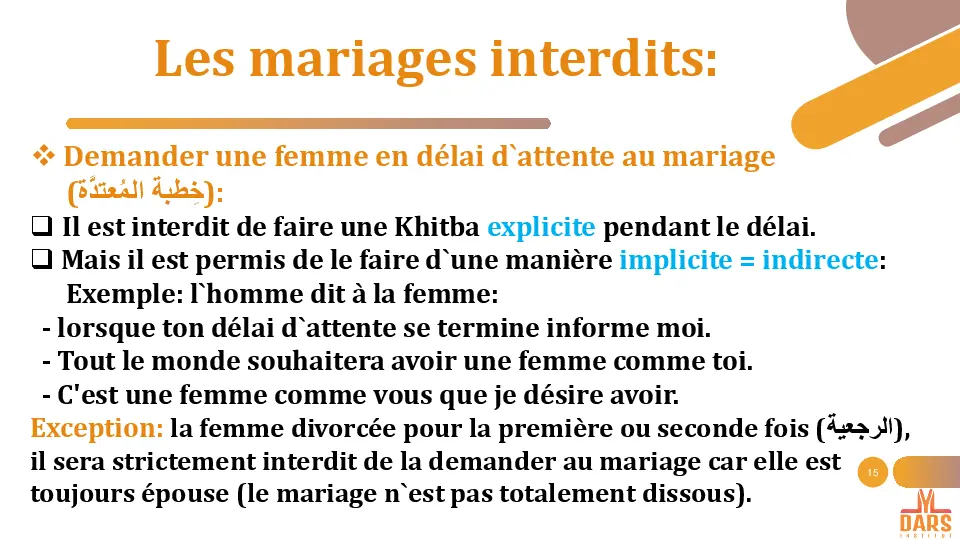 Les mariages interdits:
❖ Demander une femme en délai d`attente au mariage
(خِطبة المُعتدَّة):
❑ Il est interdit de faire une Khitba explicite pendant le délai.
❑ Mais il est permis de le faire d`une manière implicite = indirecte:
Exemple: l`homme dit à la femme:
- lorsque ton délai d`attente se termine informe moi.
- Tout le monde souhaitera avoir une femme comme toi.
- C'est une femme comme vous que je désire avoir.
Exception: la femme divorcée pour la première ou seconde fois (الرجعية),
il sera strictement interdit de la demander au mariage car elle est
toujours épouse (le mariage n`est pas totalement dissous).
15
DARS
INSTITUT